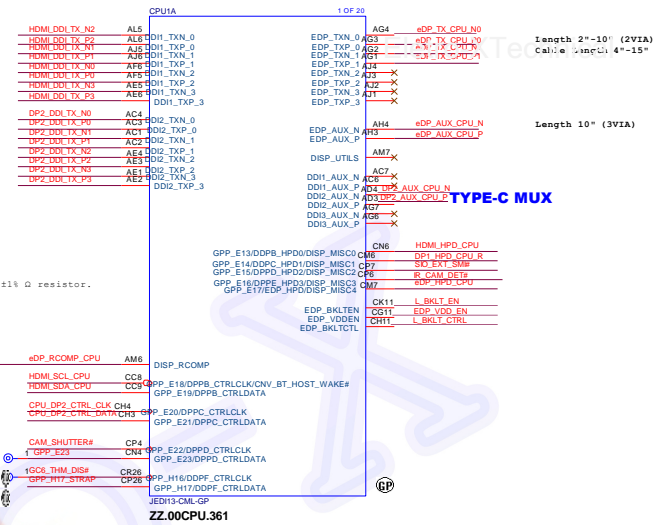 CPU1A 1 OF 20
HDMI_DDI_TX_N2 AL5 DDI1_TXN_0 EDP_TXN_0 AG4 eDP_TX_CPU_N0
HDMI_DDI_TX_P2 AL6 DDI1_TXP_0 EDP_TXP_0 AG3 eDP_TX_CPU_P0 Length 2"-10" (2VIA)
HDMI_DDI_TX_N1 AJ5 DDI1_TXN_1 EDP_TXN_1 AG2 Cable Length 4"-15"
HDMI_DDI_TX_P1 AJ6 DDI1_TXP_1 EDP_TXP_1 AG1
HDMI_DDI_TX_N0 AF6 DDI1_TXN_2 EDP_TXN_2 AJ4
HDMI_DDI_TX_P0 AF5 DDI1_TXP_2 EDP_TXP_2 AJ3
HDMI_DDI_TX_N3 AE5 DDI1_TXN_3 EDP_TXN_3 AJ2
HDMI_DDI_TX_P3 AE6 DDI1_TXP_3 EDP_TXP_3 AJ1
DP2_DDI_TX_N0 AC4 DDI2_TXN_0
DP2_DDI_TX_P0 AC3 DDI2_TXP_0 EDP_AUX_N AH4 eDP_AUX_CPU_N Length 10" (3VIA)
DP2_DDI_TX_N1 AC1 DDI2_TXN_1 EDP_AUX_P AH3 eDP_AUX_CPU_P
DP2_DDI_TX_P1 AC2 DDI2_TXP_1
DP2_DDI_TX_N2 AE4 DDI2_TXN_2 DISP_UTILS AM7
DP2_DDI_TX_P2 AE3 DDI2_TXP_2
DP2_DDI_TX_N3 AE1 DDI2_TXN_3 DDI1_AUX_N AC7
DP2_DDI_TX_P3 AE2 DDI2_TXP_3 DDI1_AUX_P AC6
DDI2_AUX_N AD4 DP2_AUX_CPU_N
DDI2_AUX_P AD3 DP2_AUX_CPU_P TYPE-C MUX
DDI3_AUX_N AG7
DDI3_AUX_P AG6
GPP_E13/DDPB_HPD0/DISP_MISC0 CN6 HDMI_HPD_CPU
GPP_E14/DDPC_HPD1/DISP_MISC1 CM6 DP1_HPD_CPU_R
GPP_E15/DPPD_HPD2/DISP_MISC2 CP7 SIO_EXT_SMI#
±1% Ω resistor. GPP_E16/DPPE_HPD3/DISP_MISC3 CP6 IR_CAM_DET#
GPP_E17/EDP_HPD/DISP_MISC4 CM7 eDP_HPD_CPU
EDP_BKLTEN CK11 L_BKLT_EN
EDP_VDDEN CG11 EDP_VDD_EN
EDP_BKLTCTL CH11 L_BKLT_CTRL
eDP_RCOMP_CPU AM6 DISP_RCOMP
HDMI_SCL_CPU CC8 GPP_E18/DPPB_CTRLCLK/CNV_BT_HOST_WAKE#
HDMI_SDA_CPU CC9 GPP_E19/DPPB_CTRLDATA
CPU_DP2_CTRL_CLK CH4 GPP_E20/DPPC_CTRLCLK
CPU_DP2_CTRL_DATA CH3 GPP_E21/DPPC_CTRLDATA
CAM_SHUTTER# CP4 GPP_E22/DPPD_CTRLCLK
1 GPP_E23 CN4 GPP_E23/DPPD_CTRLDATA
1 GC6_THM_DIS# CR26 GPP_H16/DDPF_CTRLCLK
GPP_H17_STRAP CP26 GPP_H17/DDPF_CTRLDATA
GP
JEDI13-CML-GP
ZZ.00CPU.361